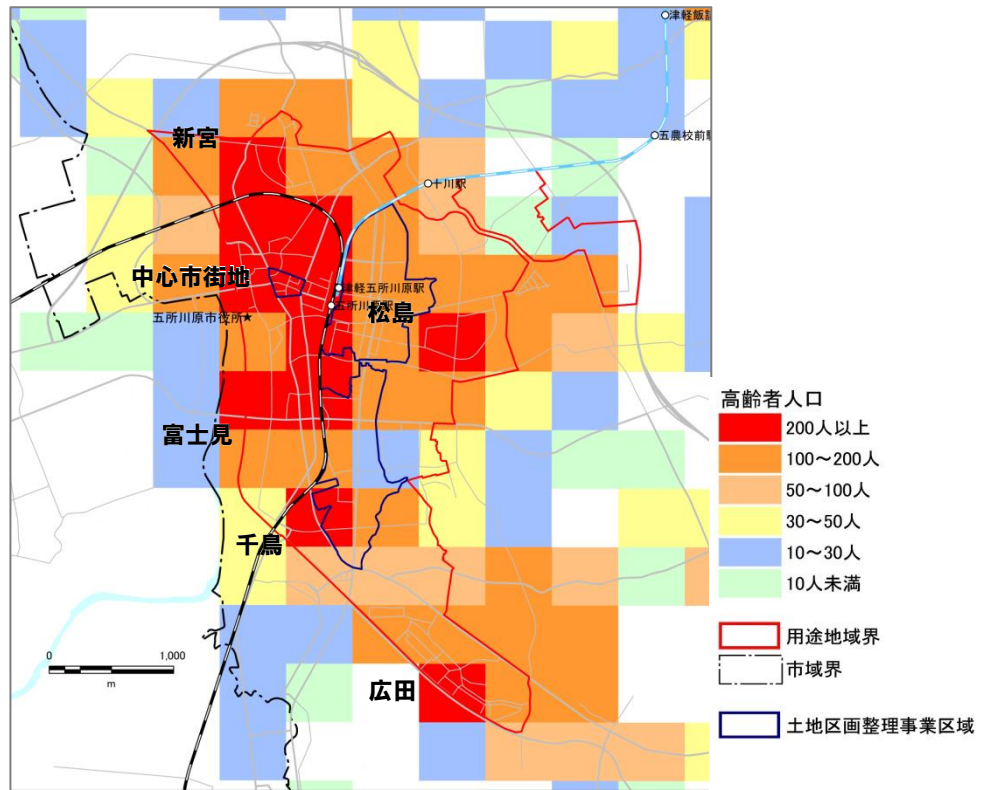 津軽飯詰
五農校前駅
新宮
十川駅
中心市街地
津軽五所川原駅
五所川原駅
松島
五所川原市役所★
富士見
千鳥
広田
0
1,000
m
高齢者人口
200人以上
100～200人
50～100人
30～50人
10～30人
10人未満
用途地域界
市域界
土地区画整理事業区域